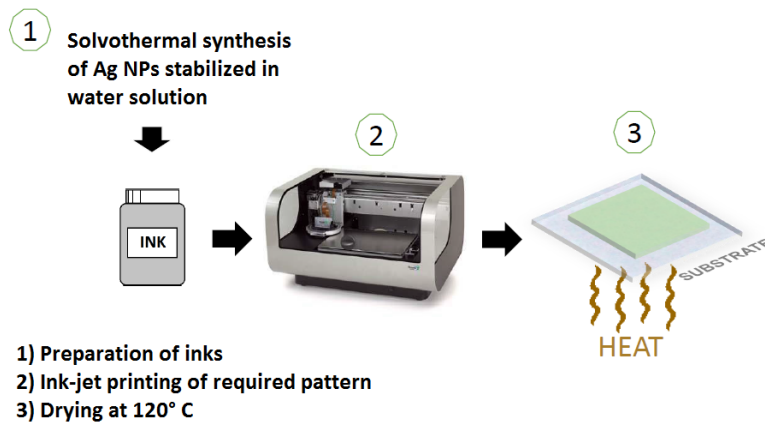 1
Solvothermal synthesis
of Ag NPs stabilized in
water solution
2
3
INK
SUBSTRATE
HEAT
1) Preparation of inks
2) Ink-jet printing of required pattern
3) Drying at 120° C